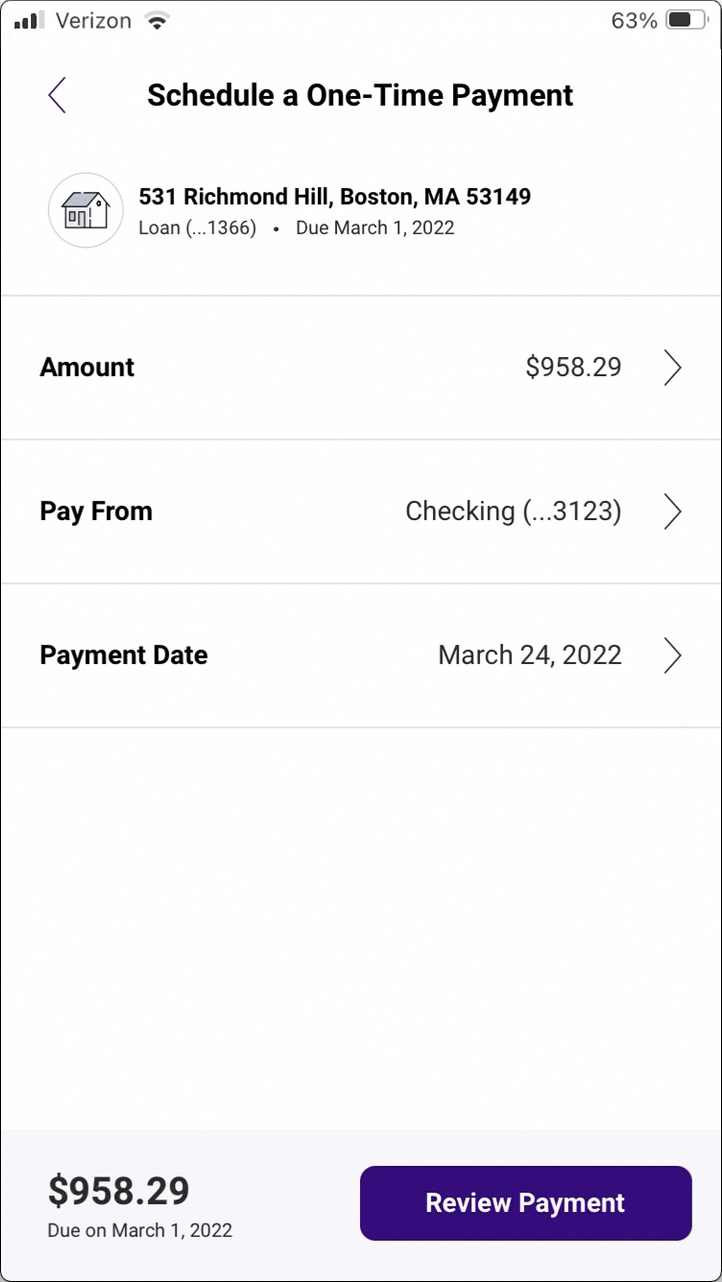 Verizon 63%
Schedule a One-Time Payment
531 Richmond Hill, Boston, MA 53149
Loan (...1366) • Due March 1, 2022
Amount $958.29
Pay From Checking (...3123)
Payment Date March 24, 2022
$958.29
Due on March 1, 2022
Review Payment